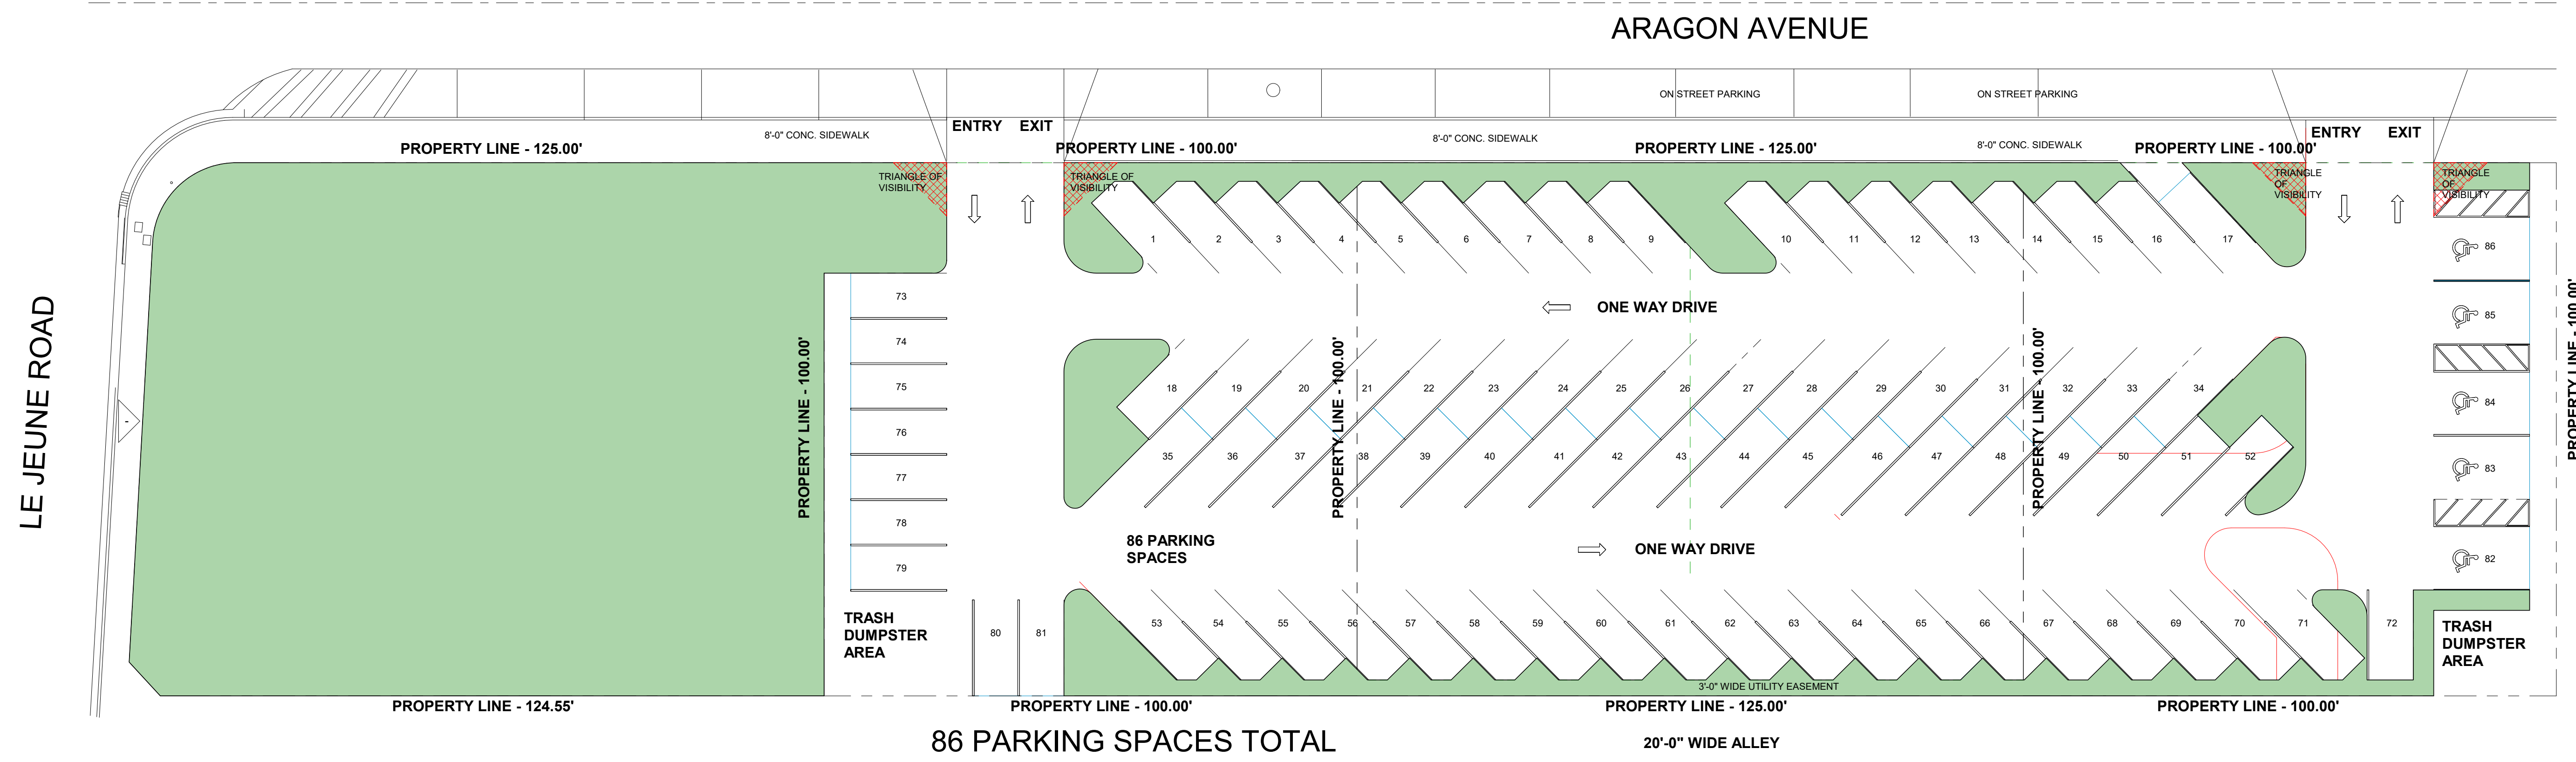 ARAGON AVENUE
ON STREET PARKING
ON STREET PARKING
ENTRY
EXIT
8'-0" CONC. SIDEWALK
8'-0" CONC. SIDEWALK
8'-0" CONC. SIDEWALK
ENTRY
EXIT
PROPERTY LINE - 125.00'
PROPERTY LINE - 100.00'
PROPERTY LINE - 125.00'
PROPERTY LINE - 100.00'
TRIANGLE OF
VISIBILITY
TRIANGLE OF
VISIBILITY
TRIANGLE
OF
VISIBILITY
TRIANGLE
OF
VISIBILITY
1
2
3
4
5
6
7
8
9
10
11
12
13
14
15
16
17
86
85
84
83
82
73
74
75
76
77
78
79
ONE WAY DRIVE
LE JEUNE ROAD
PROPERTY LINE - 100.00'
PROPERTY LINE - 100.00'
PROPERTY LINE - 100.00'
PROPERTY LINE - 100.00'
18
19
20
21
22
23
24
25
26
27
28
29
30
31
32
33
34
35
36
37
38
39
40
41
42
43
44
45
46
47
48
49
50
51
52
86 PARKING
SPACES
ONE WAY DRIVE
TRASH
DUMPSTER
AREA
80
81
53
54
55
56
57
58
59
60
61
62
63
64
65
66
67
68
69
70
71
72
TRASH
DUMPSTER
AREA
3'-0" WIDE UTILITY EASEMENT
PROPERTY LINE - 124.55'
PROPERTY LINE - 100.00'
PROPERTY LINE - 125.00'
PROPERTY LINE - 100.00'
86 PARKING SPACES TOTAL
20'-0" WIDE ALLEY